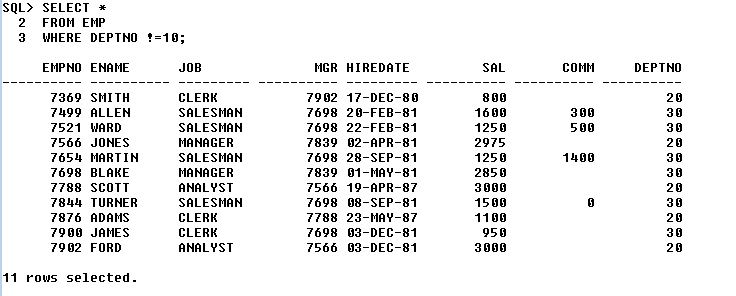 SQL> SELECT *
  2  FROM EMP
  3  WHERE DEPTNO !=10;
     EMPNO ENAME      JOB              MGR HIREDATE         SAL       COMM     DEPTNO
---------- ---------- --------- ---------- --------- ---------- ---------- ----------
      7369 SMITH      CLERK           7902 17-DEC-80        800                    20
      7499 ALLEN      SALESMAN        7698 20-FEB-81       1600        300         30
      7521 WARD       SALESMAN        7698 22-FEB-81       1250        500         30
      7566 JONES      MANAGER         7839 02-APR-81       2975                    20
      7654 MARTIN     SALESMAN        7698 28-SEP-81       1250       1400         30
      7698 BLAKE      MANAGER         7839 01-MAY-81       2850                    30
      7788 SCOTT      ANALYST         7566 19-APR-87       3000                    20
      7844 TURNER     SALESMAN        7698 08-SEP-81       1500          0         30
      7876 ADAMS      CLERK           7788 23-MAY-87       1100                    20
      7900 JAMES      CLERK           7698 03-DEC-81        950                    30
      7902 FORD       ANALYST         7566 03-DEC-81       3000                    20
11 rows selected.